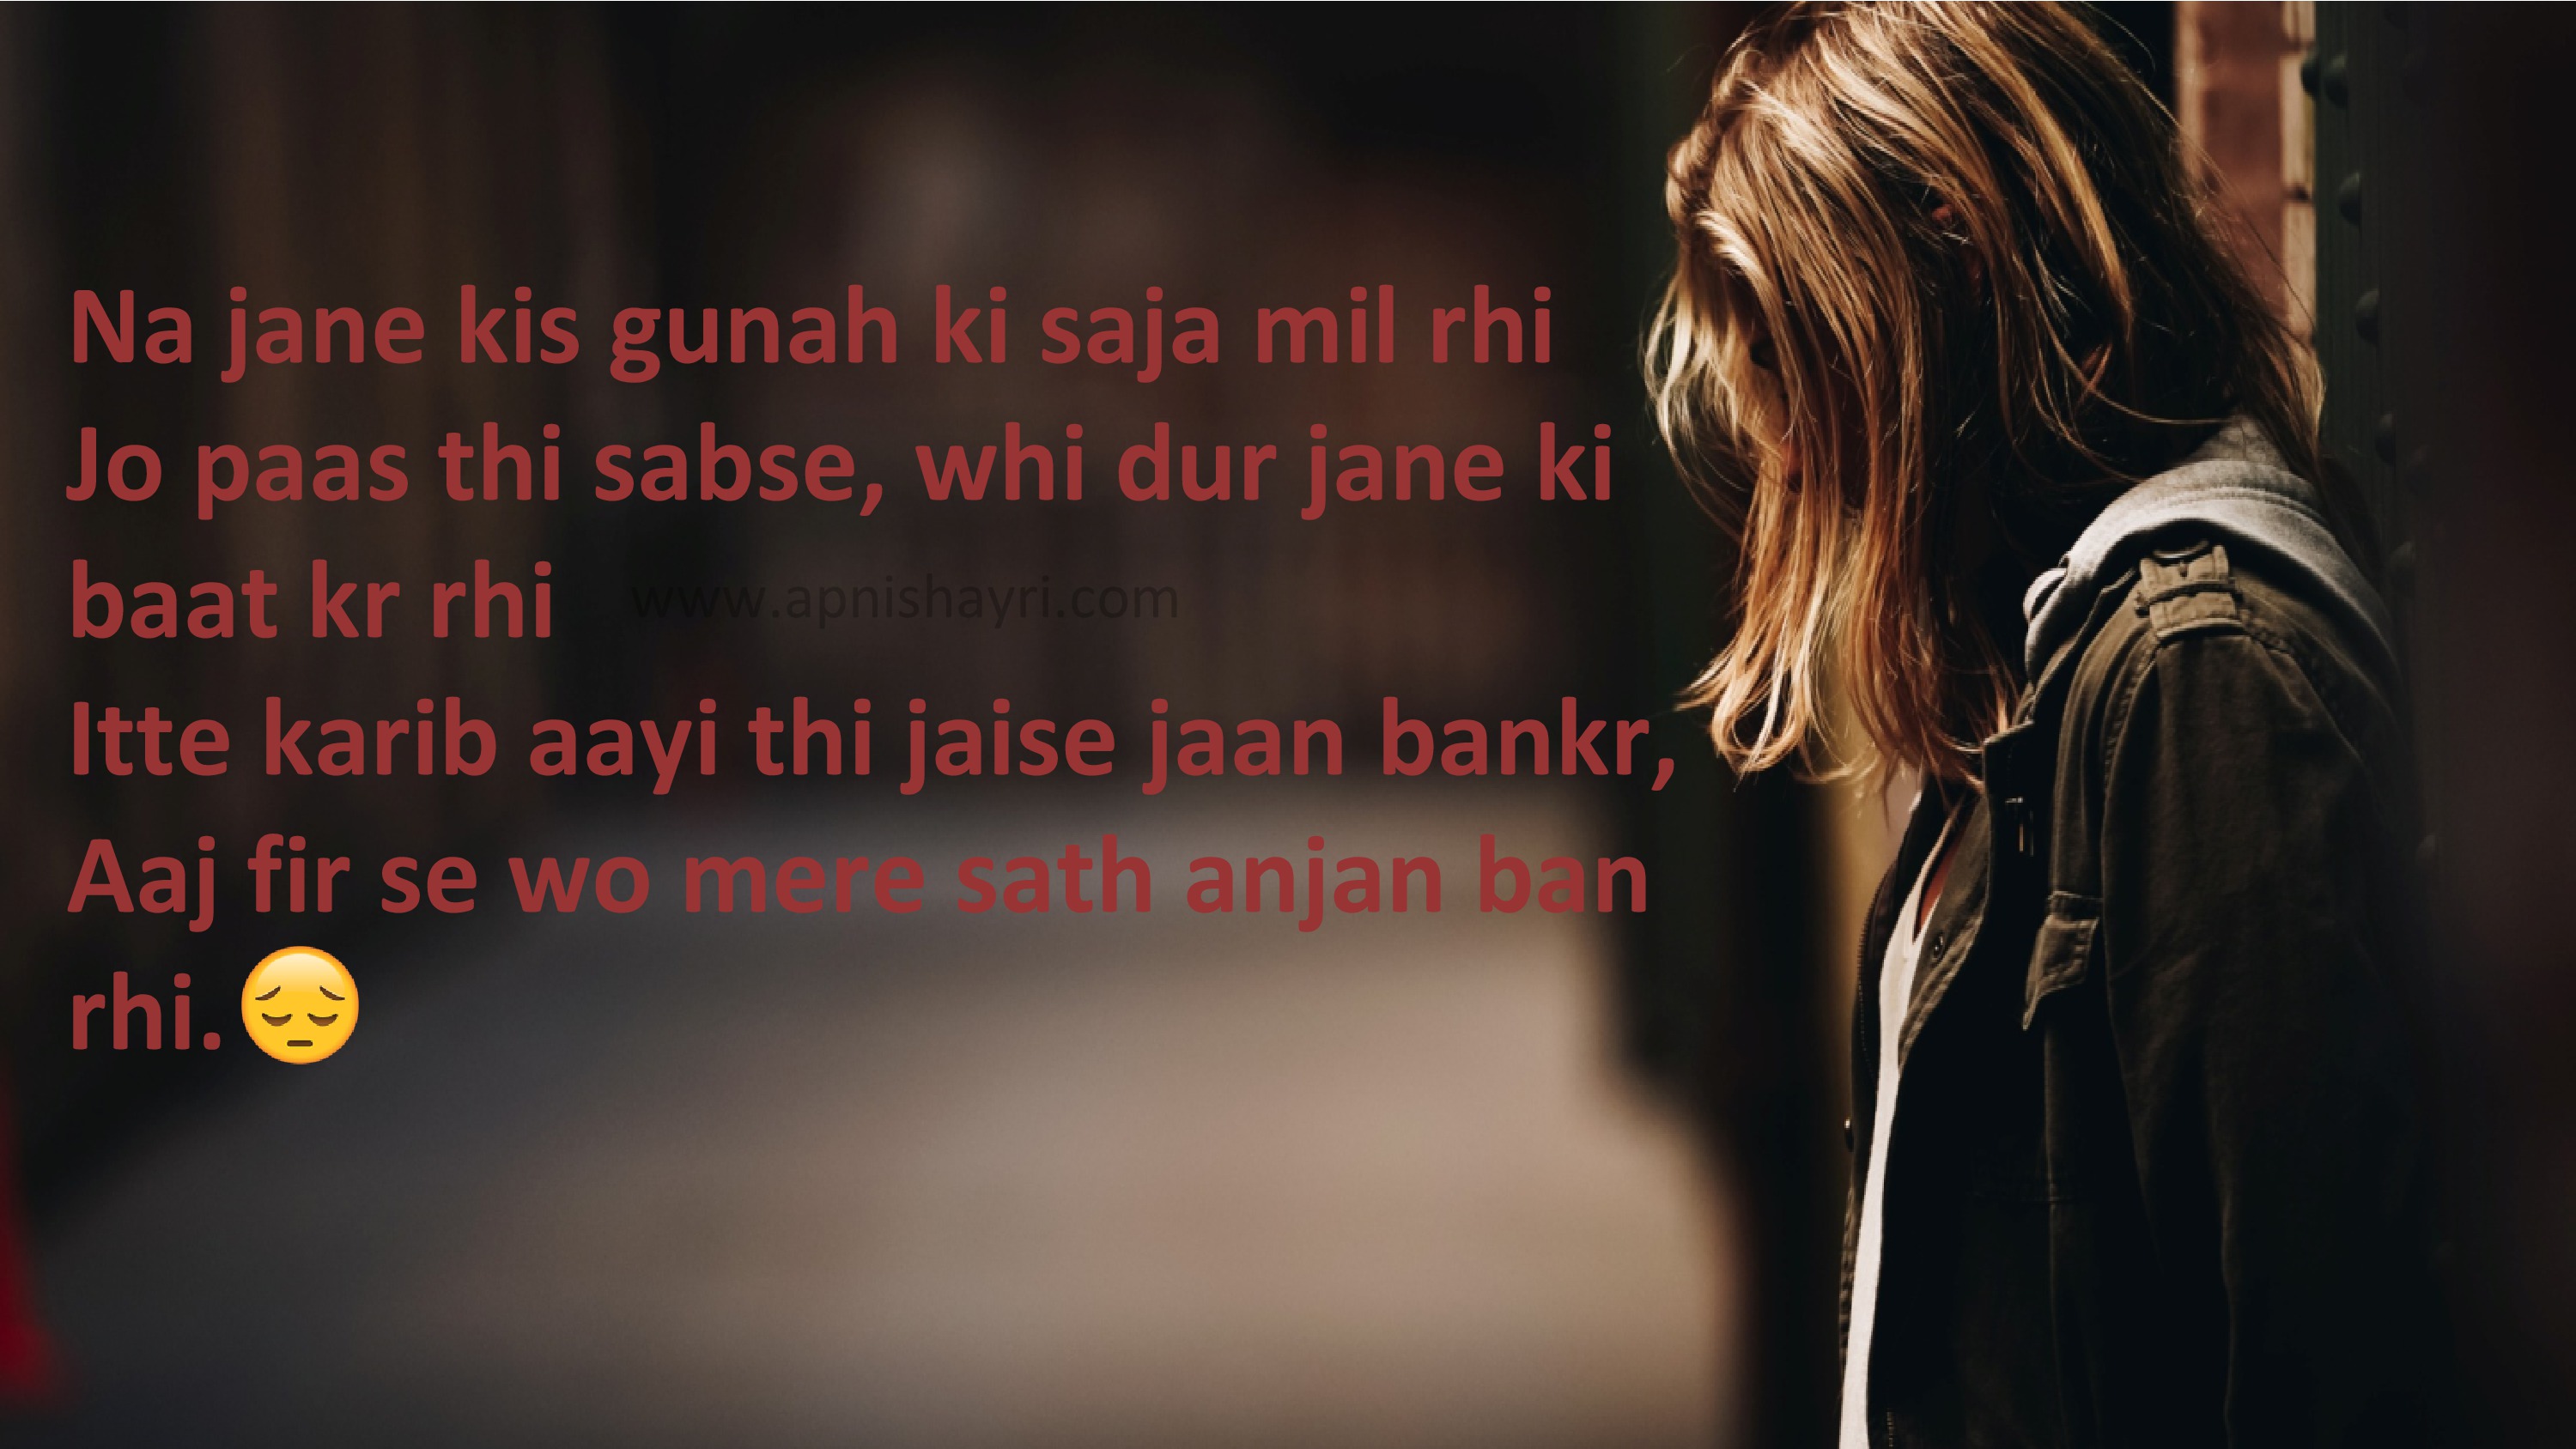 Na jane kis gunah ki saja mil rhi
Jo paas thi sabse, whi dur jane ki
baat kr rhi
www.apnishayri.com
Itte karib aayi thi jaise jaan bankr,
Aaj fir se wo mere sath anjan ban
rhi.😔